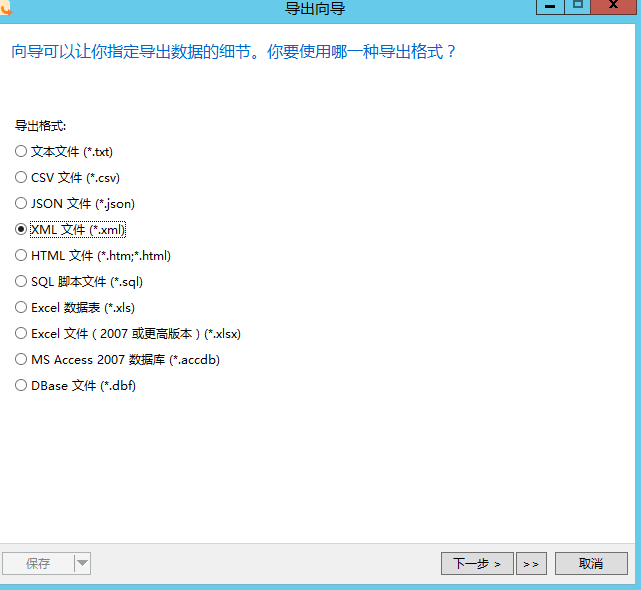 导出向导
向导可以让你指定导出数据的细节。你要使用哪一种导出格式？
导出格式:
文本文件 (*.txt)
CSV 文件 (*.csv)
JSON 文件 (*.json)
XML 文件 (*.xml)
HTML 文件 (*.htm;*.html)
SQL 脚本文件 (*.sql)
Excel 数据表 (*.xls)
Excel 文件 ( 2007 或更高版本 ) (*.xlsx)
MS Access 2007 数据库 (*.accdb)
DBase 文件 (*.dbf)
保存 下一步 > >> 取消